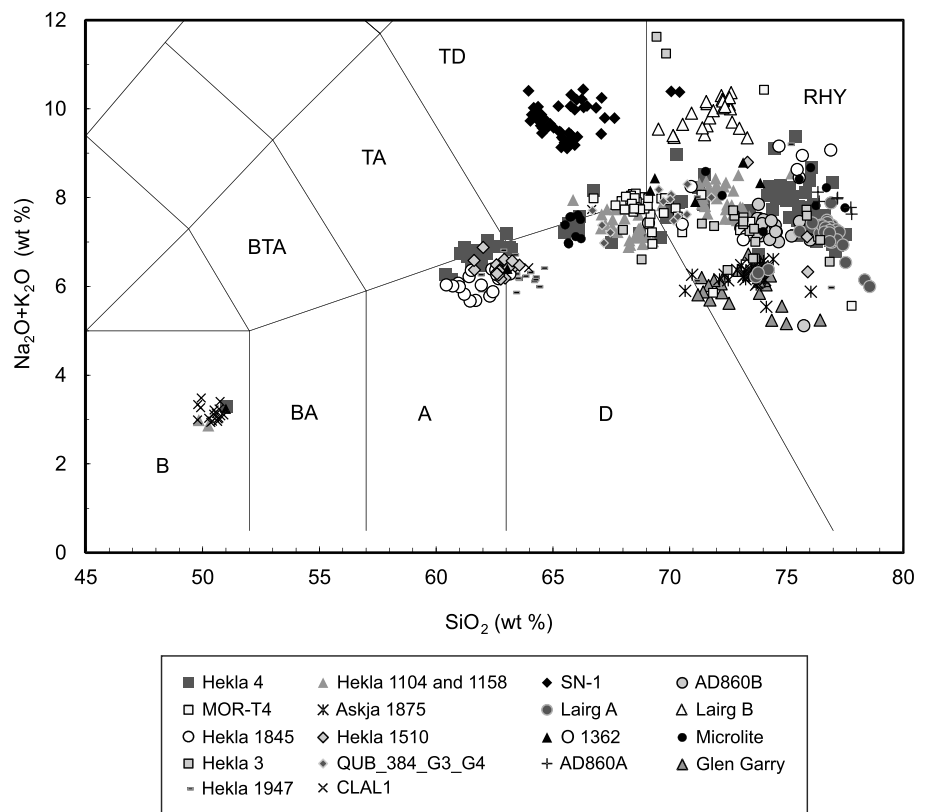 12
10
8
6
4
2
0
Na2O+K2O (wt %)
TD
RHY
TA
BTA
B
BA
A
D
45 50 55 60 65 70 75 80
SiO2 (wt %)
Hekla 4 Hekla 1104 and 1158 SN-1 AD860B
MOR-T4 Askja 1875 Lairg A Lairg B
Hekla 1845 Hekla 1510 O 1362 Microlite
Hekla 3 QUB_384_G3_G4 AD860A Glen Garry
Hekla 1947 CLAL1